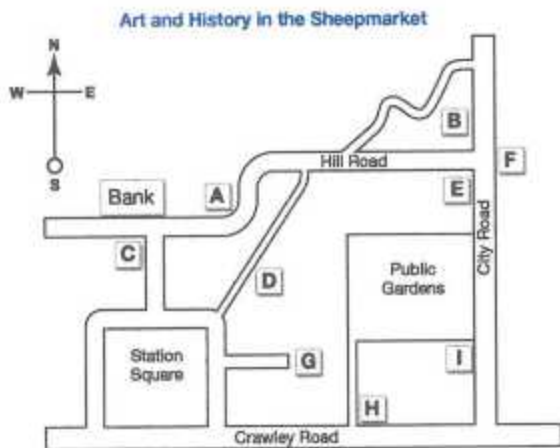 Art and History in the Sheepmarket
N
W
E
S
B
Hill Road
F
Bank
A
E
City Road
C
D
Public
Gardens
Station
Square
G
I
H
Crawley Road